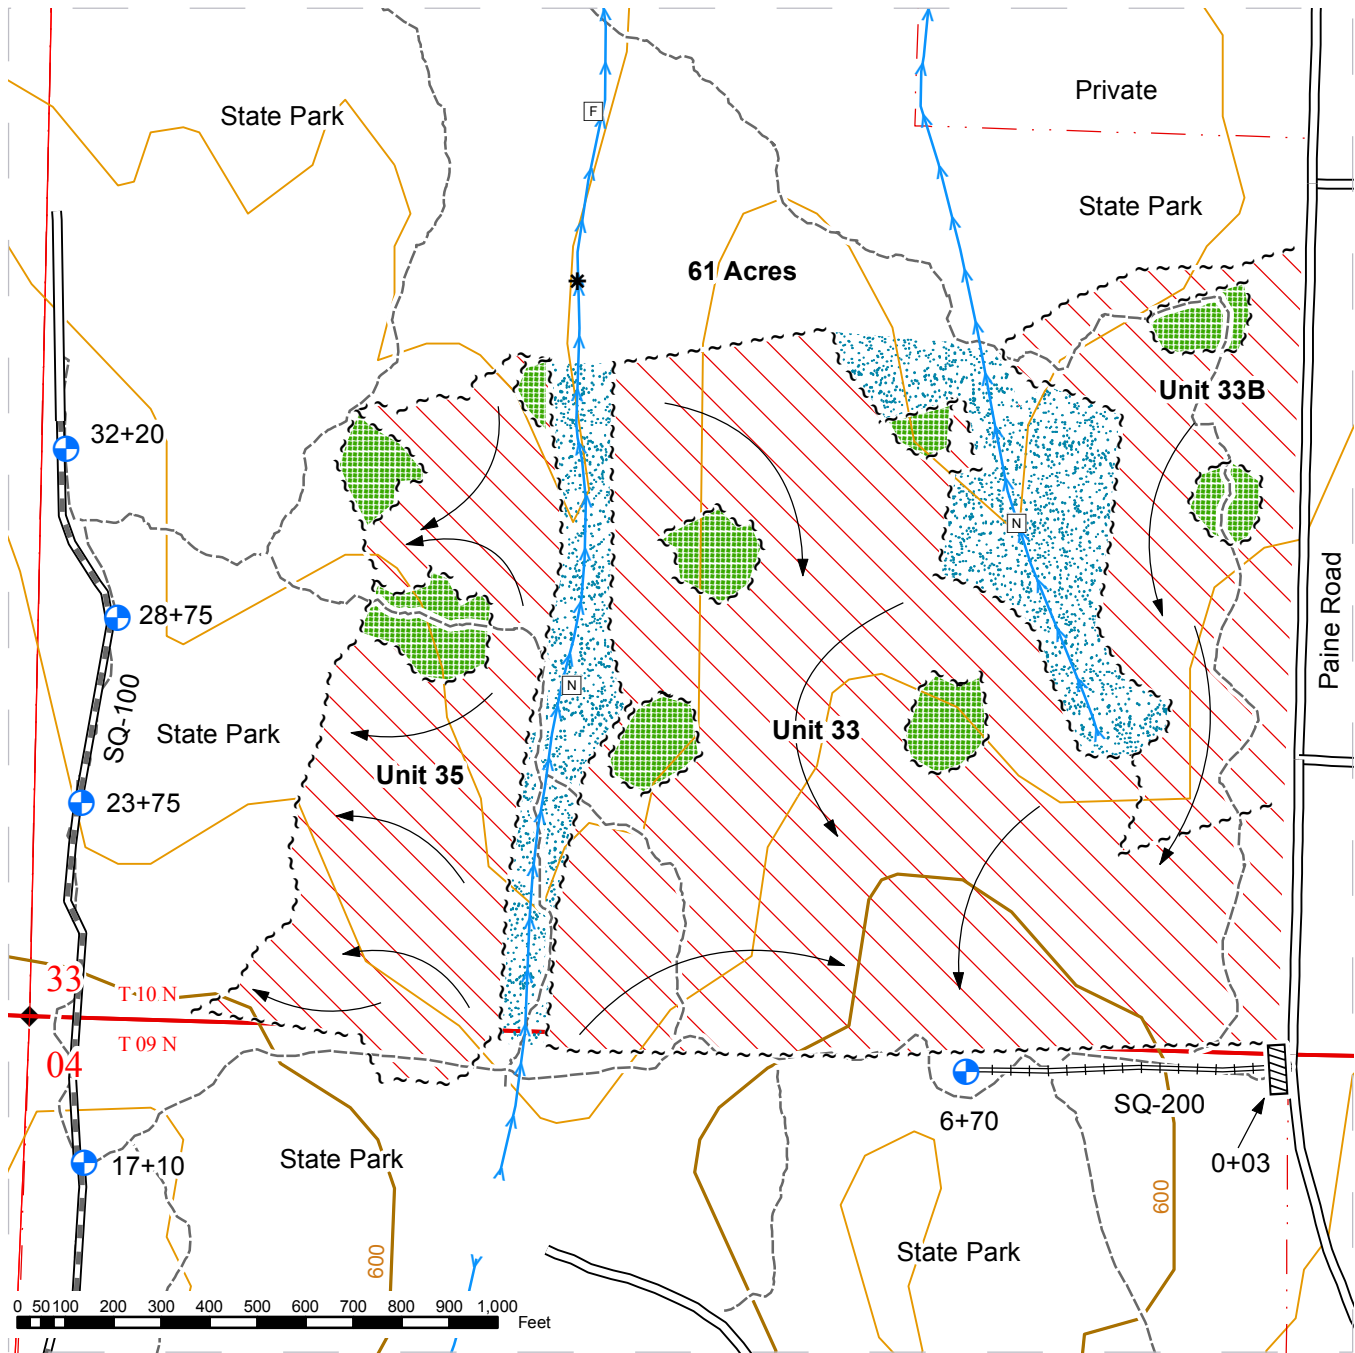 State Park
F
Private
State Park
61 Acres
Unit 33B
32+20
N
28+75
Paine Road
SQ-100
State Park
N
Unit 33
Unit 35
23+75
33
T 10 N
T 09 N
04
SQ-200
6+70
0+03
17+10
State Park
600
600
State Park
0 50 100 200 300 400 500 600 700 800 900 1,000
Feet